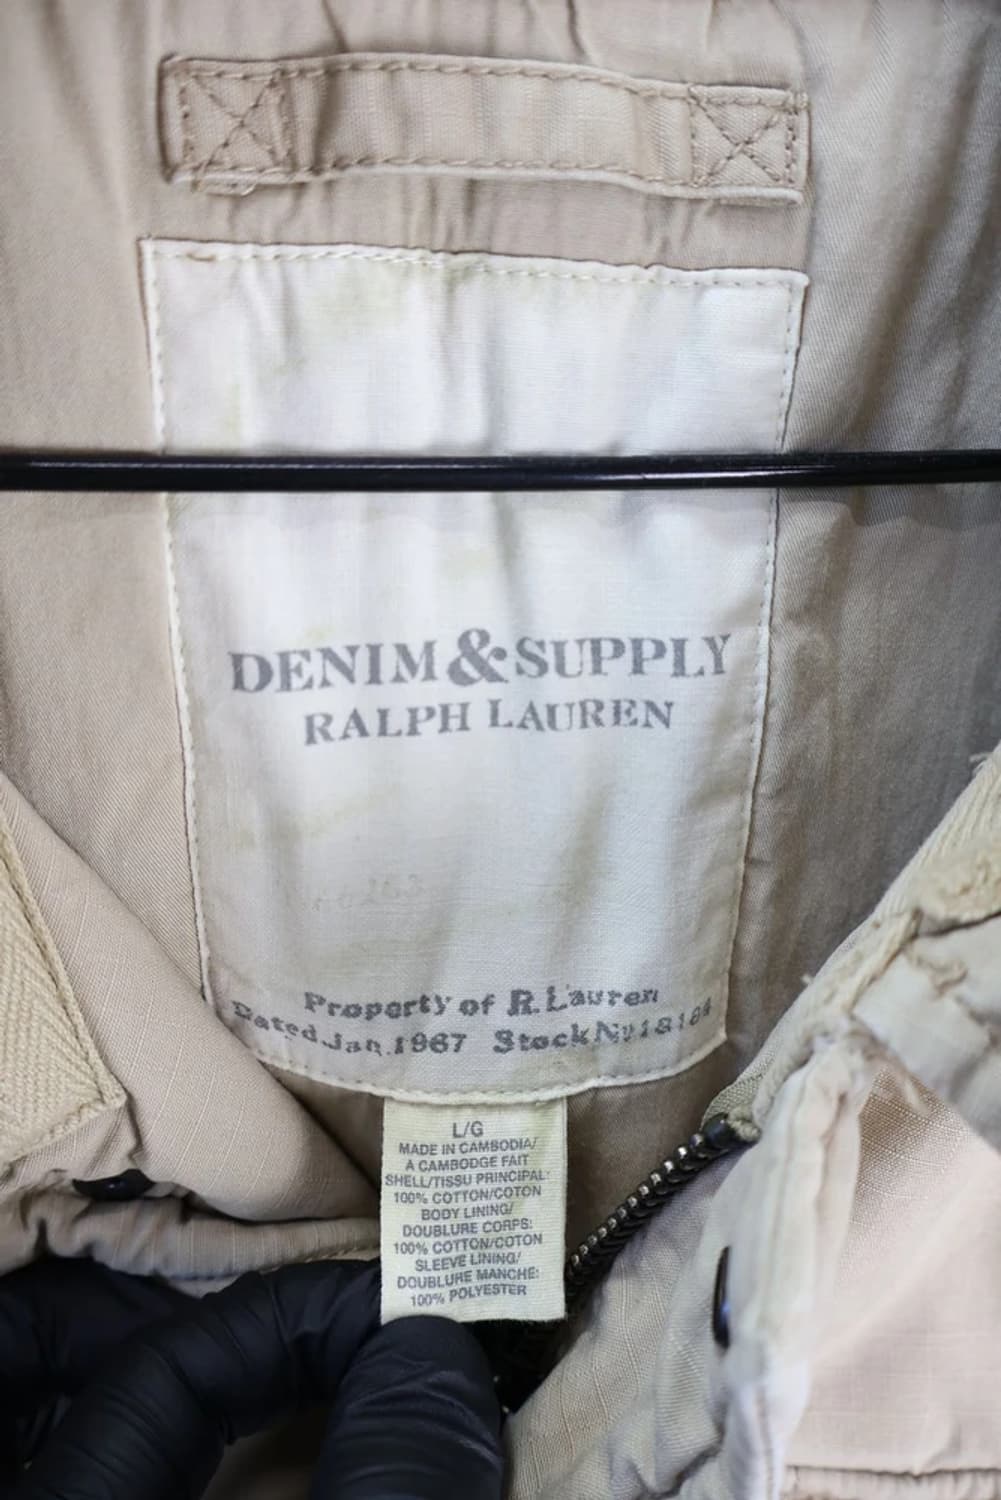 DENIM & SUPPLY
RALPH LAUREN
Property of R. Lauren
Dated Jan. 1967 Stock No 18184
L/G
MADE IN CAMBODIA/
À CAMBODGE FAIT
SHELL/TISSU PRINCIPAL:
100% COTTON/COTON
BODY LINING/
DOUBLURE CORPS:
100% COTTON/COTON
SLEEVE LINING/
DOUBLURE MANCHE:
100% POLYESTER